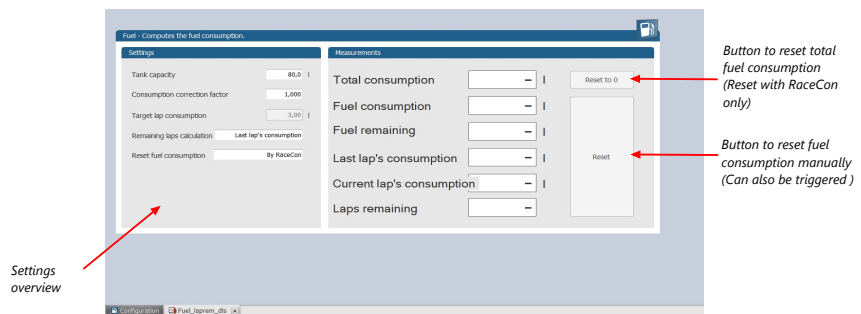 Fuel - Computes the fuel consumption.
Settings
Tank capacity 80,0 l
Consumption correction factor 1,000
Target lap consumption 3,00 l
Remaining laps calculation Last lap's consumption
Reset fuel consumption By RaceCon
Measurements
Total consumption – l Reset to 0
Fuel consumption – l
Fuel remaining – l
Last lap's consumption – l Reset
Current lap's consumption – l
Laps remaining –
Button to reset total
fuel consumption
(Reset with RaceCon
only)
Button to reset fuel
consumption manually
(Can also be triggered )
Settings
overview
Configuration Fuel_laprem_dls